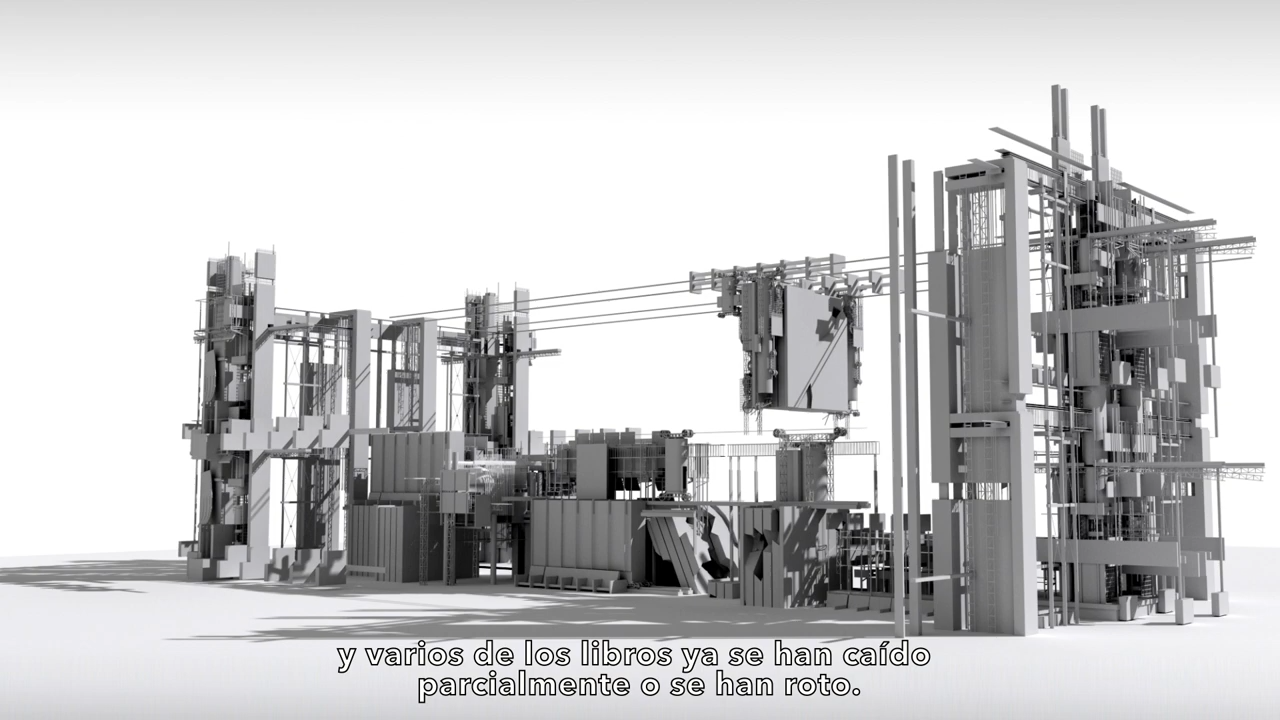 y varios de los libros ya se han caído
parcialmente o se han roto.